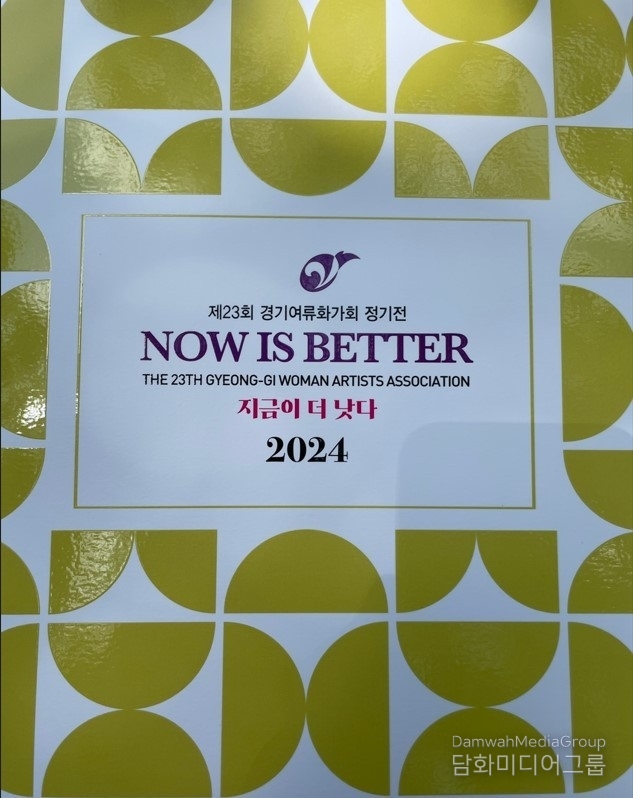 제23회 경기여류화가회 정기전
NOW IS BETTER
THE 23TH GYEONG-GI WOMAN ARTISTS ASSOCIATION
지금이 더 낫다
2024
DamwahMediaGroup
담화미디어그룹